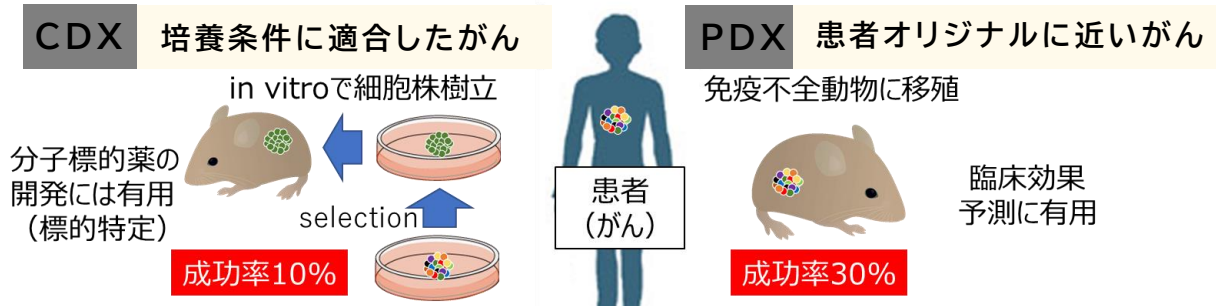 CDX 培養条件に適合したがん
in vitroで細胞株樹立
分子標的薬の
開発には有用
（標的特定）
selection
成功率10%
患者
（がん）
PDX 患者オリジナルに近いがん
免疫不全動物に移殖
臨床効果
予測に有用
成功率30%